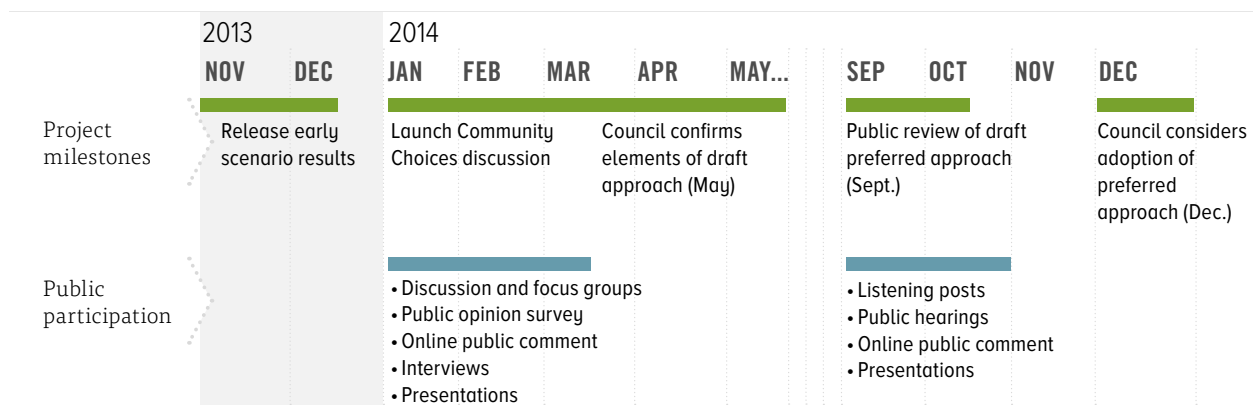 2013 2014
NOV DEC JAN FEB MAR APR MAY... SEP OCT NOV DEC
Project
milestones
Release early
scenario results
Launch Community
Choices discussion
Council confirms
elements of draft
approach (May)
Public review of draft
preferred approach
(Sept.)
Council considers
adoption of
preferred
approach (Dec.)
Public
participation
• Discussion and focus groups
• Public opinion survey
• Online public comment
• Interviews
• Presentations
• Listening posts
• Public hearings
• Online public comment
• Presentations